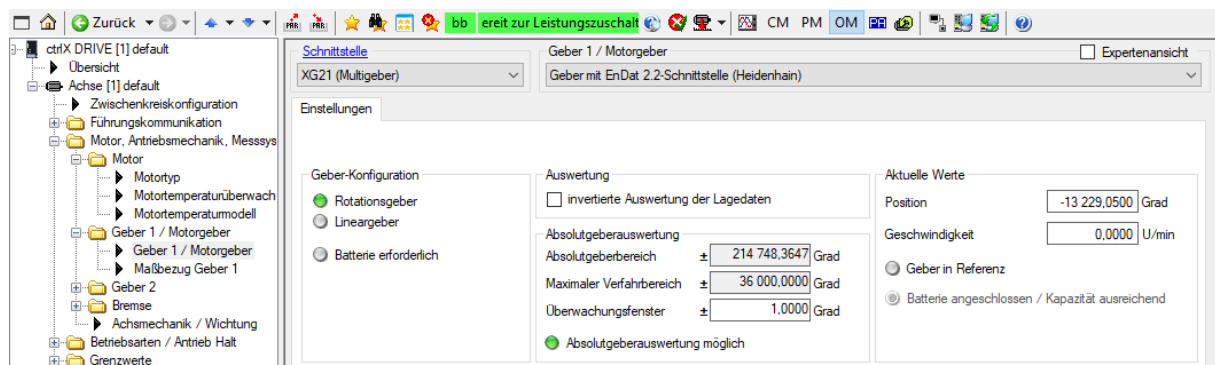 Zurück bb ereit zur Leistungszuschalt CM PM OM
ctrlX DRIVE [1] default
Übersicht
Achse [1] default
Zwischenkreiskonfiguration
Führungskommunikation
Motor, Antriebsmechanik, Messsys
Motor
Motortyp
Motortemperaturüberwach
Motortemperaturmodell
Geber 1 / Motorgeber
Geber 1 / Motorgeber
Maßbezug Geber 1
Geber 2
Bremse
Achsmechanik / Wichtung
Betriebsarten / Antrieb Halt
Grenzwerte
Schnittstelle
XG21 (Multigeber)
Geber 1 / Motorgeber
Expertenansicht
Geber mit EnDat 2.2-Schnittstelle (Heidenhain)
Einstellungen
Geber-Konfiguration
Rotationsgeber
Lineargeber
Batterie erforderlich
Auswertung
invertierte Auswertung der Lagedaten
Absolutgeberauswertung
Absolutgeberbereich ± 214 748,3647 Grad
Maximaler Verfahrbereich ± 36 000,0000 Grad
Überwachungsfenster ± 1,0000 Grad
Absolutgeberauswertung möglich
Aktuelle Werte
Position -13 229,0500 Grad
Geschwindigkeit 0,0000 U/min
Geber in Referenz
Batterie angeschlossen / Kapazität ausreichend